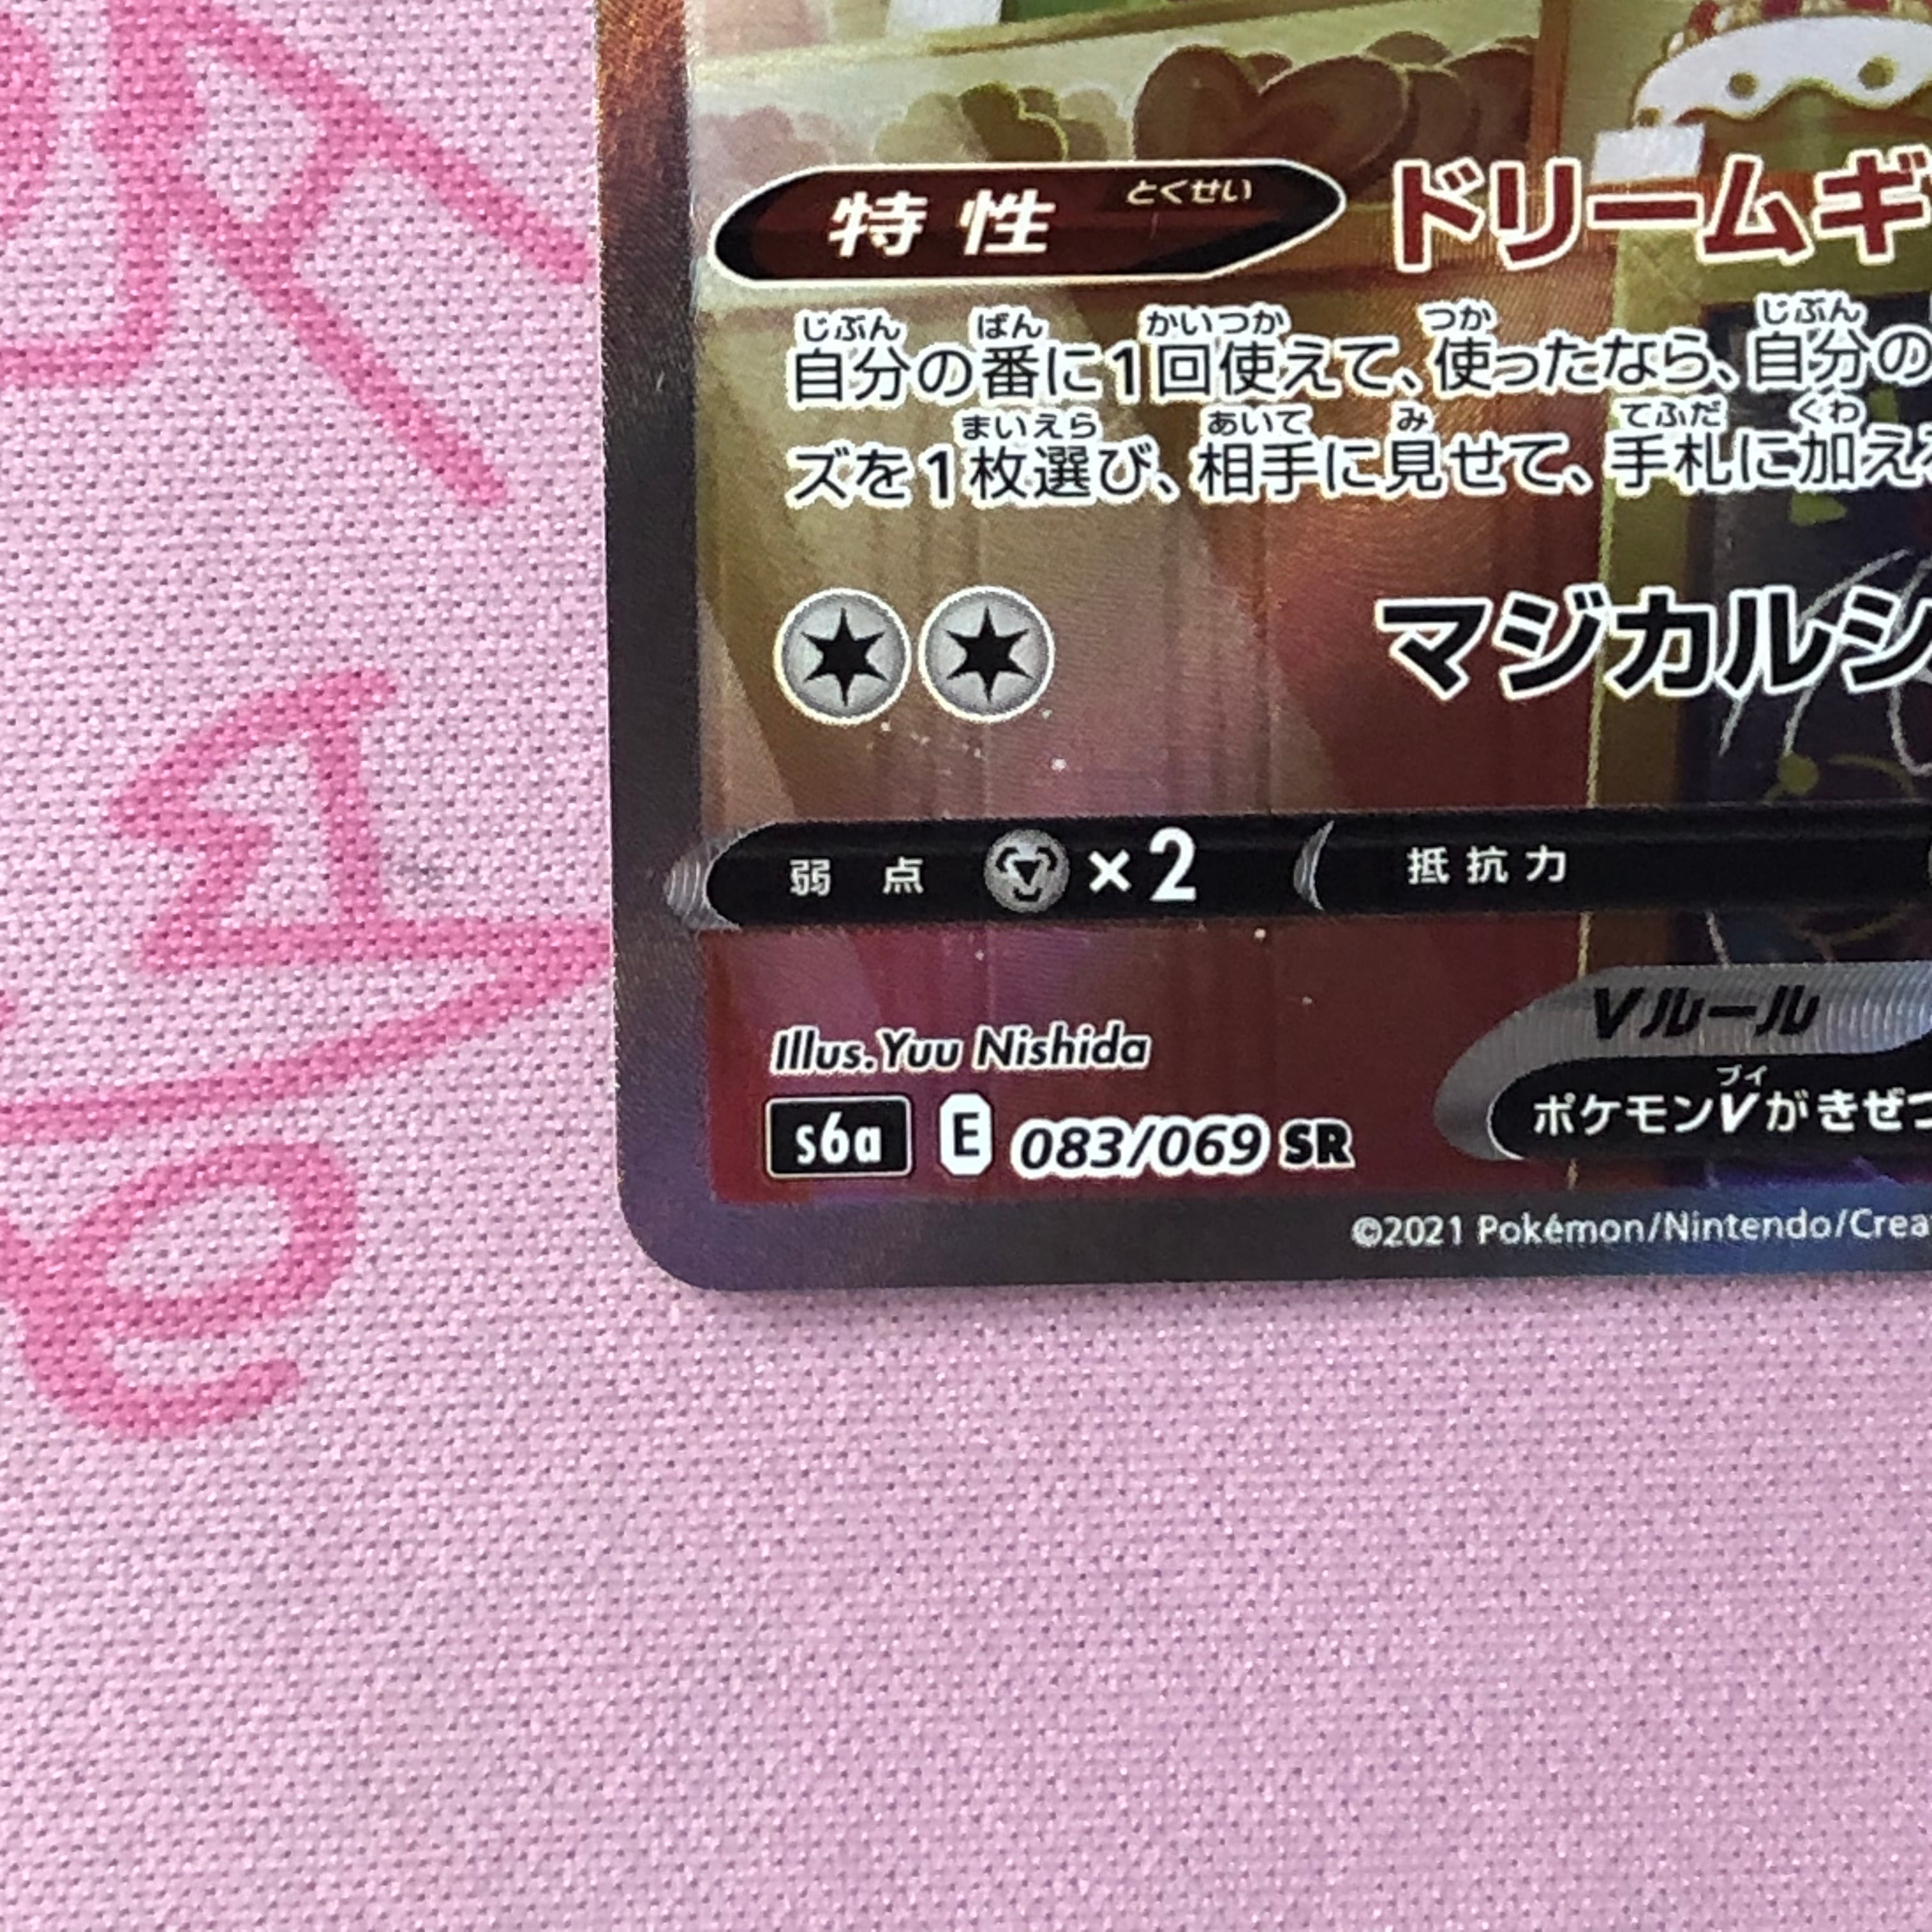 特性 とくせい ドリームギ
じぶん ばん かいつか つか じぶん
自分の番に1回使えて、使ったなら、自分の
まいえら あいて み てふだ くわ
ズを1枚選び、相手に見せて、手札に加え
マジカルシ
弱点 ×2 抵抗力
Vルール
Illus.Yuu Nishida
ブイ
ポケモンVがきぜつ
s6a E 083/069 SR
©2021 Pokémon/Nintendo/Crea